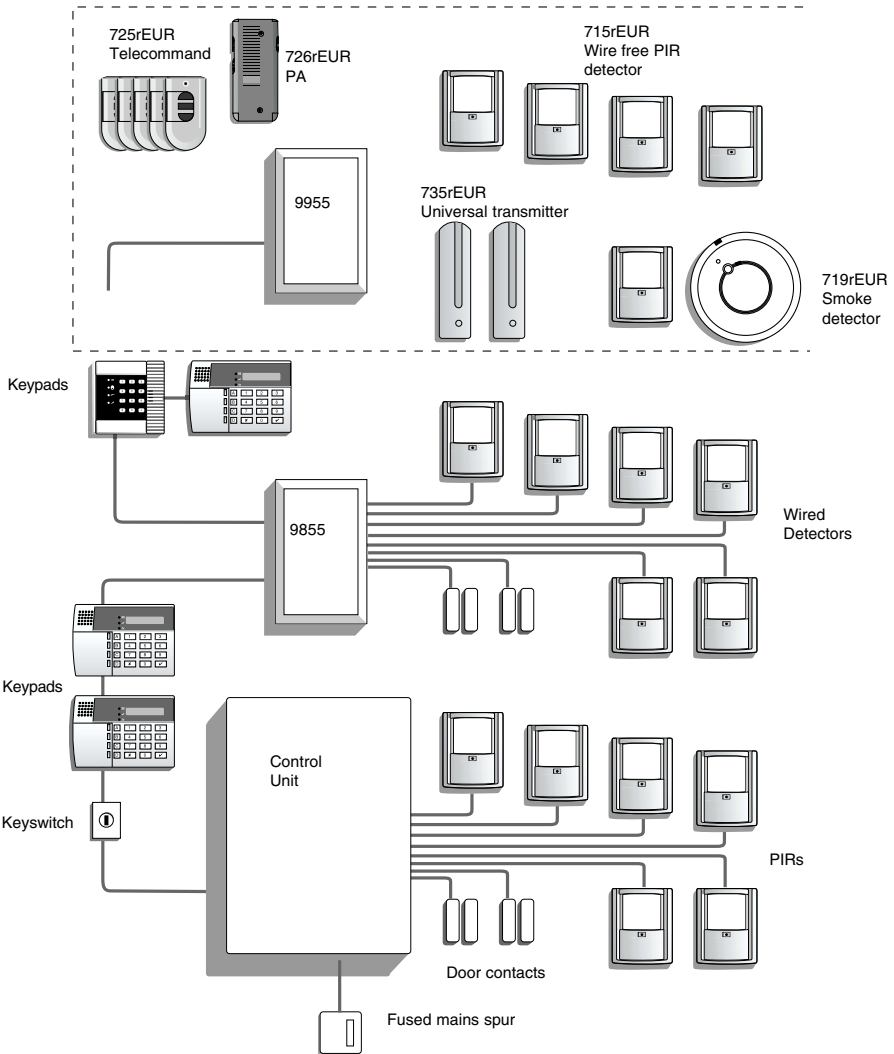 725rEUR
Telecommand
726rEUR
PA
715rEUR
Wire free PIR
detector
9955
735rEUR
Universal transmitter
719rEUR
Smoke
detector
Keypads
9855
Wired
Detectors
Keypads
Control
Unit
Keyswitch
PIRs
Door contacts
Fused mains spur